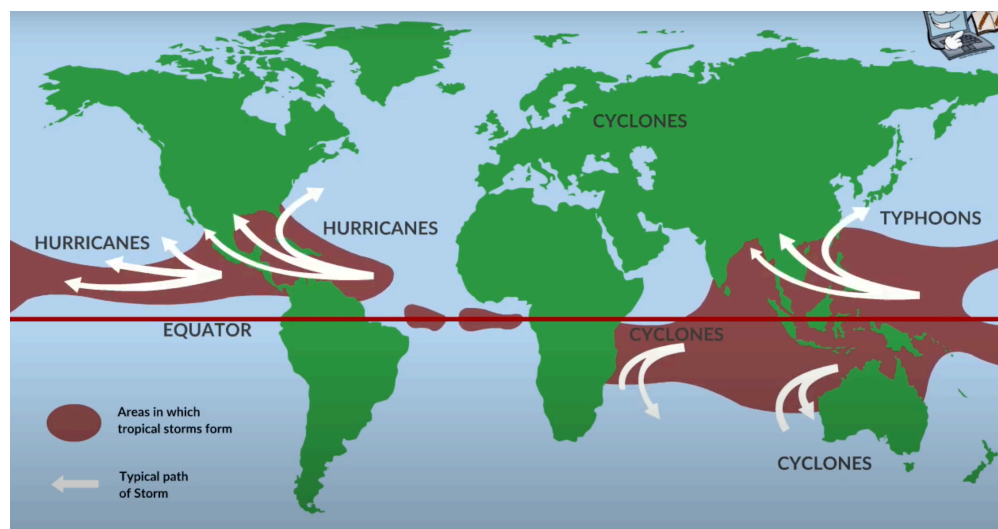 CYCLONES
HURRICANES
HURRICANES
TYPHOONS
EQUATOR
CYCLONES
Areas in which
tropical storms form
CYCLONES
Typical path
of Storm